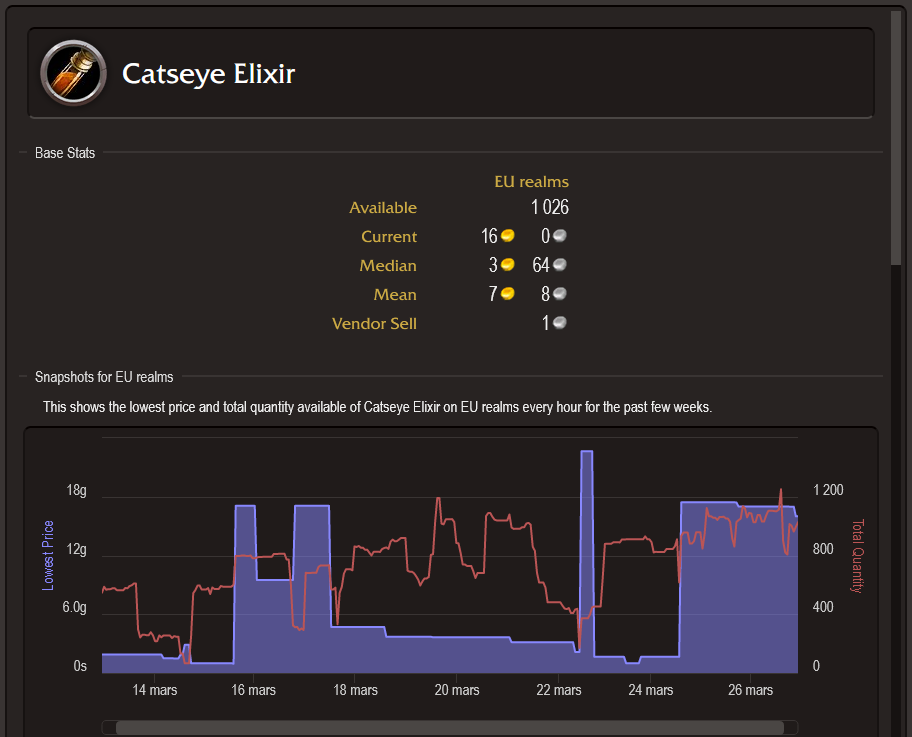 Catseye Elixir
Base Stats
EU realms
Available 1 026
Current 16 0
Median 3 64
Mean 7 8
Vendor Sell 1
Snapshots for EU realms
This shows the lowest price and total quantity available of Catseye Elixir on EU realms every hour for the past few weeks.
18g 1 200
12g 800
6.0g 400
0s 0
Lowest Price
Total Quantity
14 mars 16 mars 18 mars 20 mars 22 mars 24 mars 26 mars